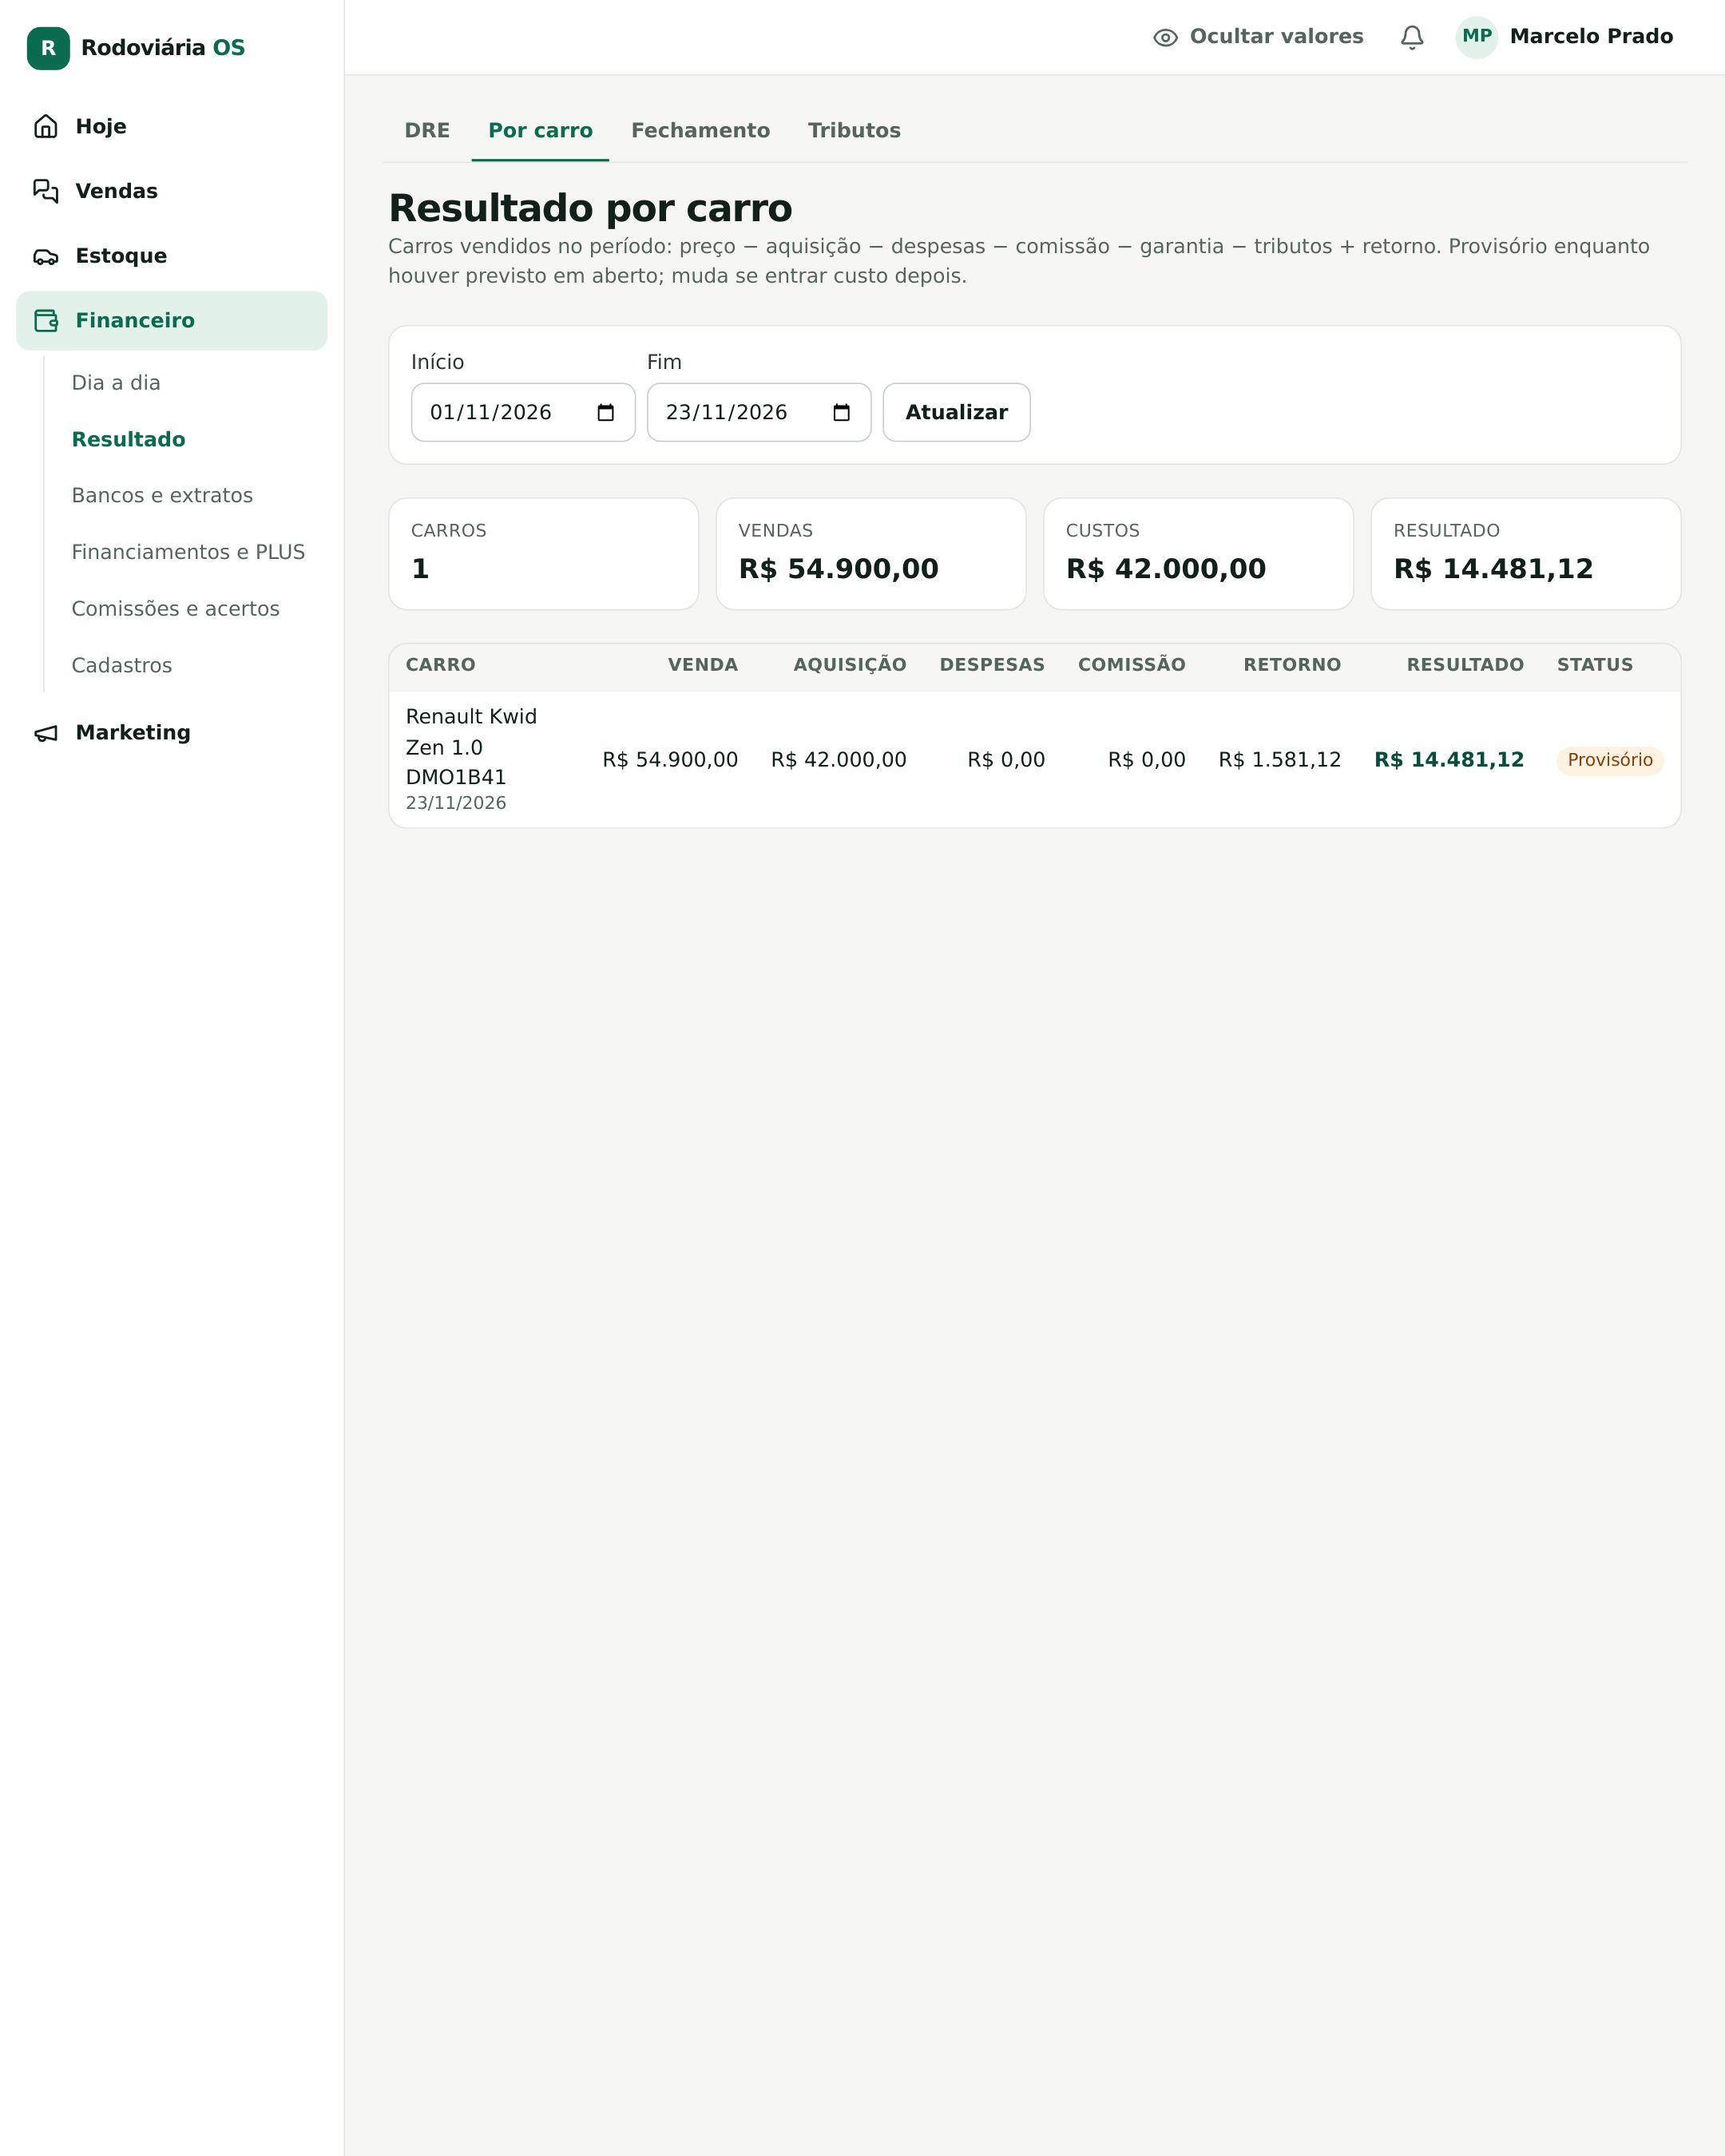 R Rodoviária OS
Ocultar valores
MP Marcelo Prado
Hoje
Vendas
Estoque
Financeiro
Dia a dia
Resultado
Bancos e extratos
Financiamentos e PLUS
Comissões e acertos
Cadastros
Marketing
DRE Por carro Fechamento Tributos
Resultado por carro
Carros vendidos no período: preço − aquisição − despesas − comissão − garantia − tributos + retorno. Provisório enquanto
houver previsto em aberto; muda se entrar custo depois.
Início Fim
01/11/2026 23/11/2026 Atualizar
CARROS
1
VENDAS
R$ 54.900,00
CUSTOS
R$ 42.000,00
RESULTADO
R$ 14.481,12
CARRO VENDA AQUISIÇÃO DESPESAS COMISSÃO RETORNO RESULTADO STATUS
Renault Kwid
Zen 1.0
DMO1B41
23/11/2026
R$ 54.900,00 R$ 42.000,00 R$ 0,00 R$ 0,00 R$ 1.581,12 R$ 14.481,12 Provisório